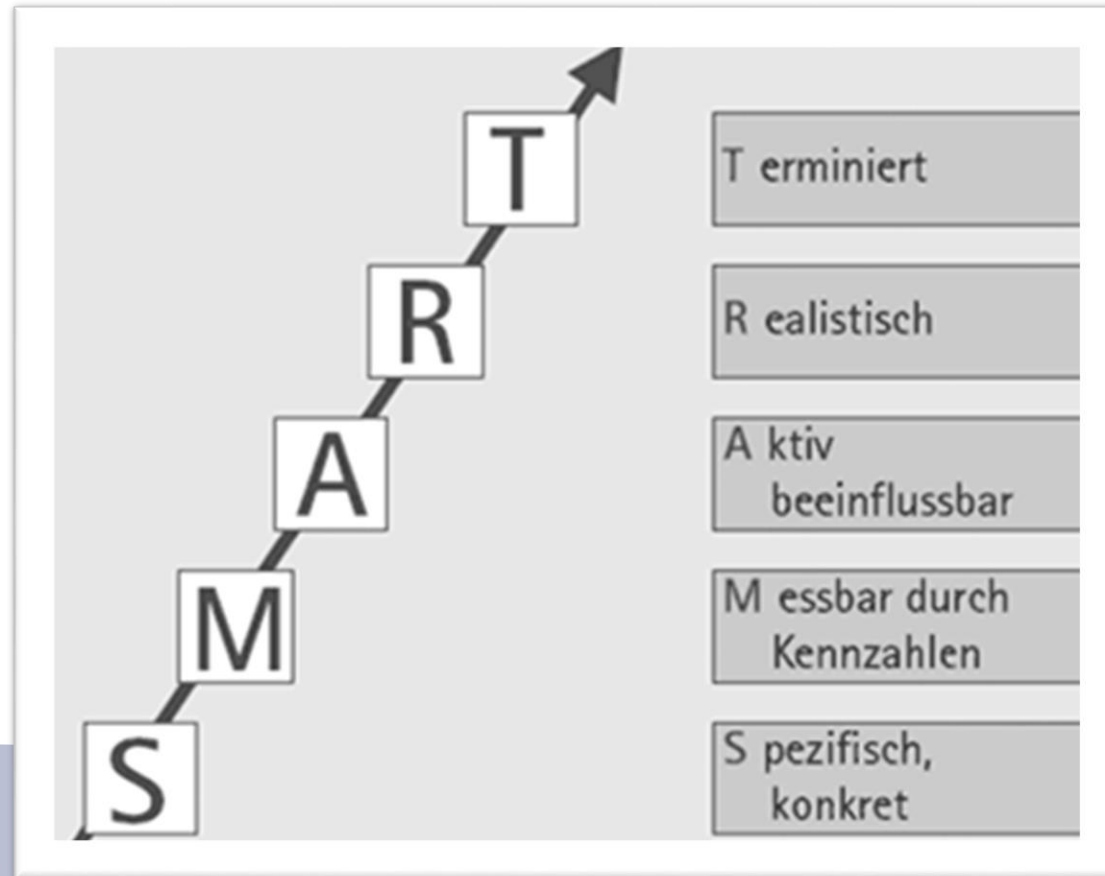 T
T erminiert
R
R ealistisch
A
A ktiv
beeinflussbar
M
M essbar durch
Kennzahlen
S
S pezifisch,
konkret